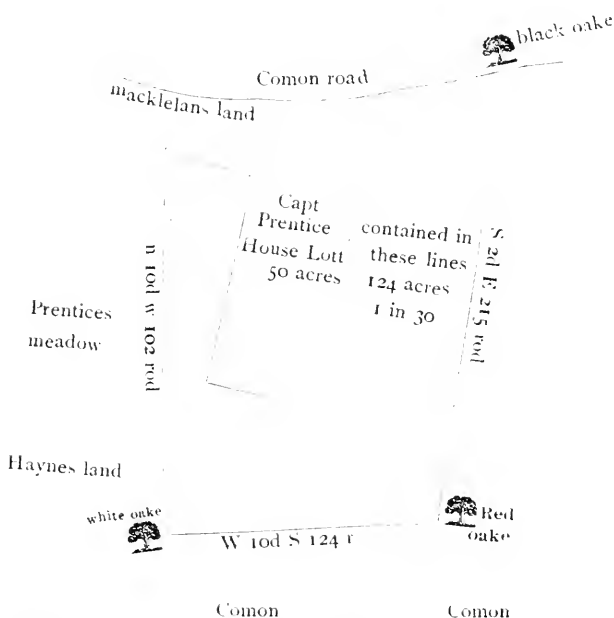 black oake
Comon road
macklelans land
Capt
Prentice
House Lott
50 acres
contained in
these lines
124 acres
1 in 30
S 2d E 215 rod
n 10d w 102 rod
Prentices
meadow
Haynes land
white oake
Red
oake
W 10d S 124 r
Comon
Comon